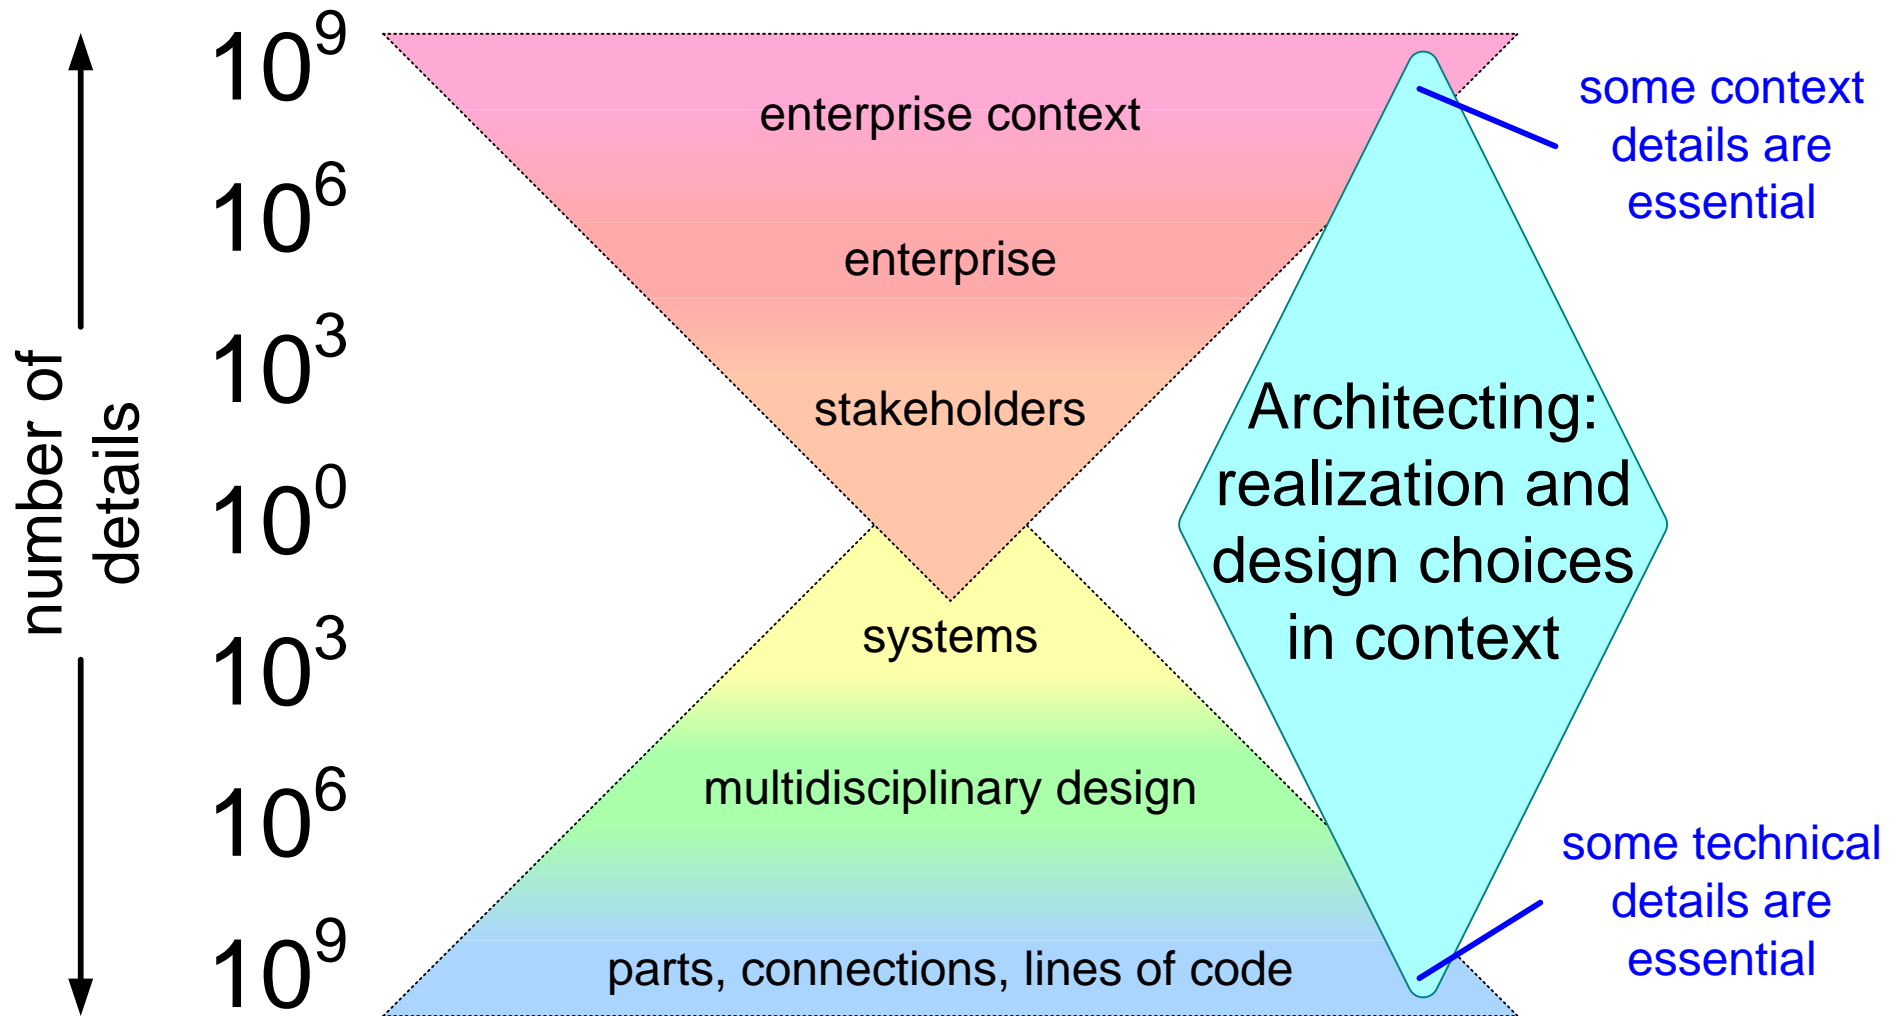 number of
details
10^9
10^6
10^3
10^0
10^3
10^6
10^9
enterprise context
enterprise
stakeholders
systems
multidisciplinary design
parts, connections, lines of code
Architecting:
realization and
design choices
in context
some context
details are
essential
some technical
details are
essential